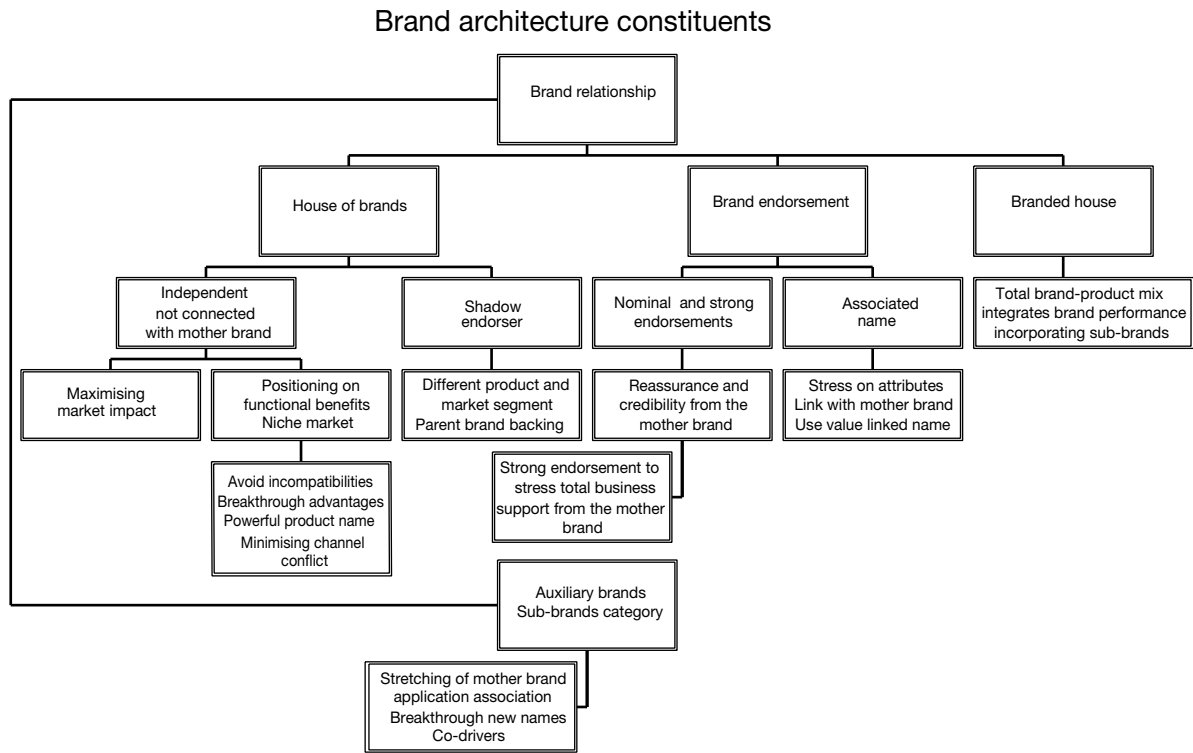 Brand architecture constituents
Brand relationship
House of brands
Brand endorsement
Branded house
Independent
not connected
with mother brand
Shadow
endorser
Nominal and strong
endorsements
Associated
name
Total brand-product mix
integrates brand performance
incorporating sub-brands
Maximising
market impact
Positioning on
functional benefits
Niche market
Different product and
market segment
Parent brand backing
Reassurance and
credibility from the
mother brand
Stress on attributes
Link with mother brand
Use value linked name
Avoid incompatibilities
Breakthrough advantages
Powerful product name
Minimising channel
conflict
Strong endorsement to
stress total business
support from the mother
brand
Auxiliary brands
Sub-brands category
Stretching of mother brand
application association
Breakthrough new names
Co-drivers